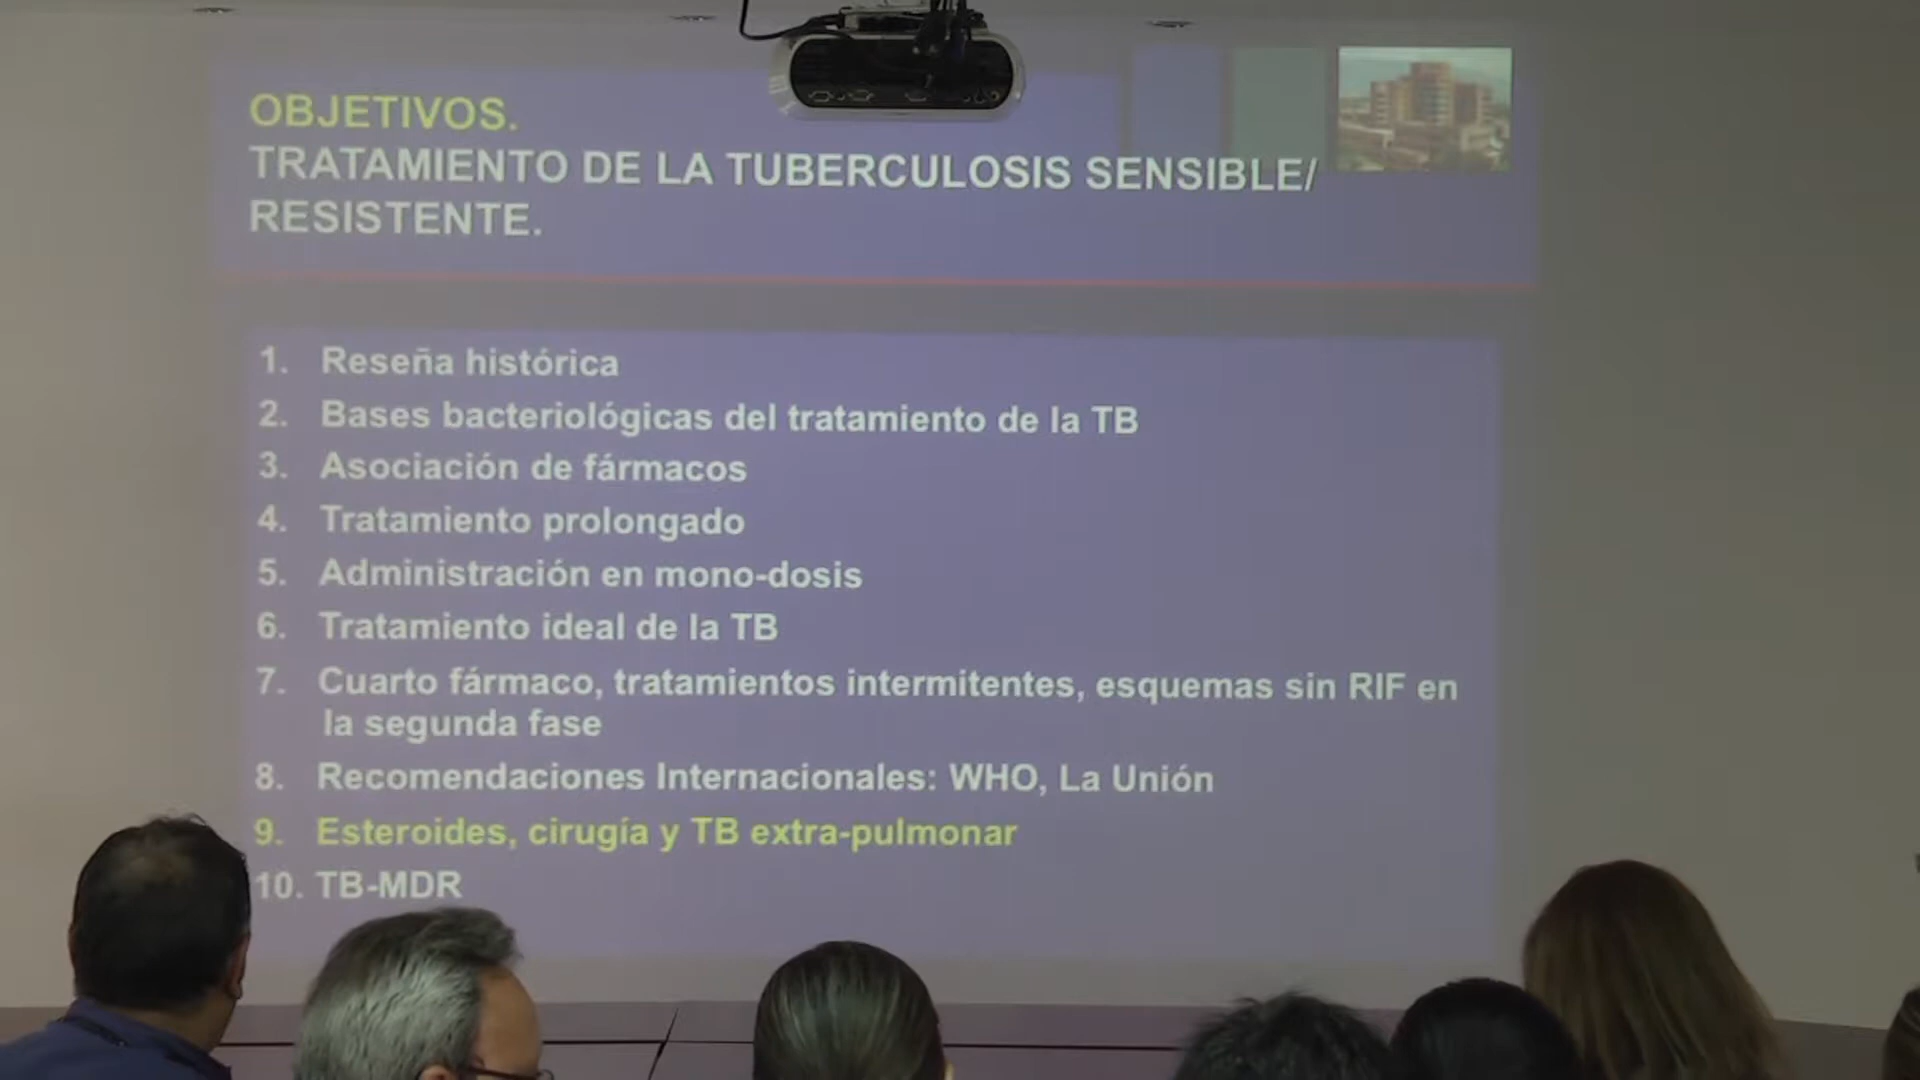 OBJETIVOS.
TRATAMIENTO DE LA TUBERCULOSIS SENSIBLE/
RESISTENTE.
1. Reseña histórica
2. Bases bacteriológicas del tratamiento de la TB
3. Asociación de fármacos
4. Tratamiento prolongado
5. Administración en mono-dosis
6. Tratamiento ideal de la TB
7. Cuarto fármaco, tratamientos intermitentes, esquemas sin RIF en
la segunda fase
8. Recomendaciones Internacionales: WHO, La Unión
9. Esteroides, cirugía y TB extra-pulmonar
10. TB-MDR